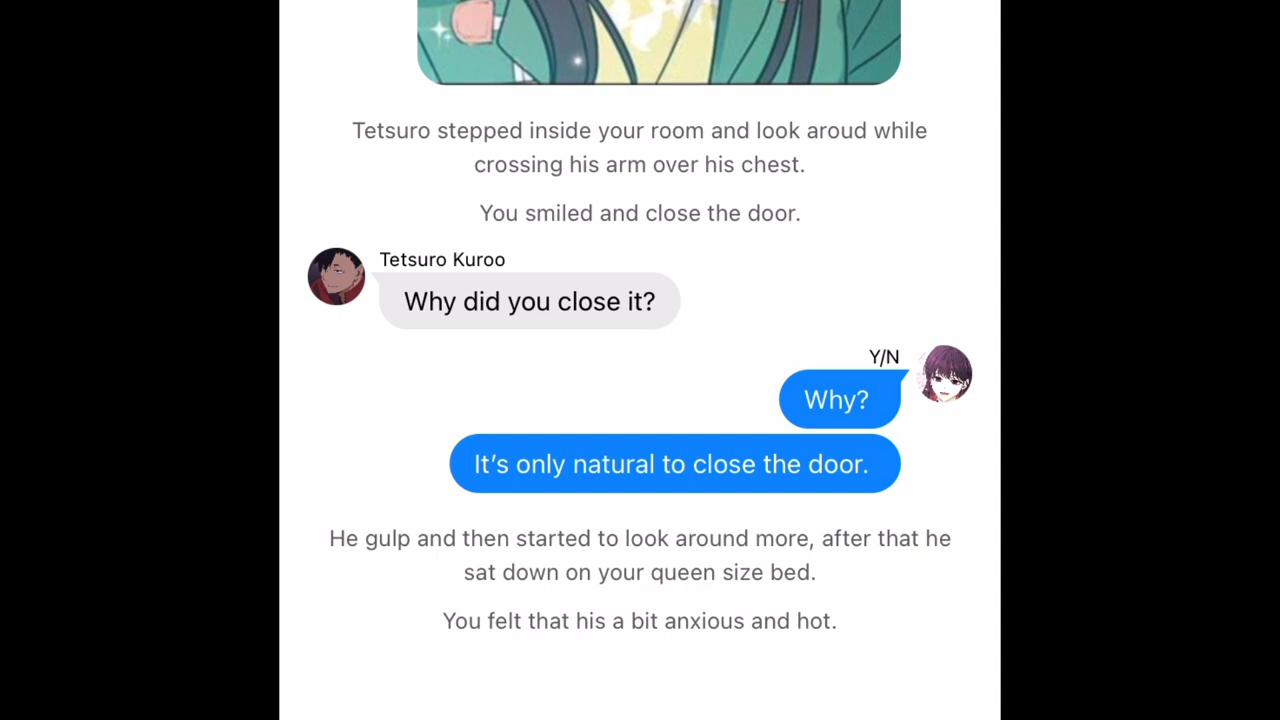 Tetsuro stepped inside your room and look aroud while
crossing his arm over his chest.
You smiled and close the door.
Tetsuro Kuroo
Why did you close it?
Y/N
Why?
It’s only natural to close the door.
He gulp and then started to look around more, after that he
sat down on your queen size bed.
You felt that his a bit anxious and hot.